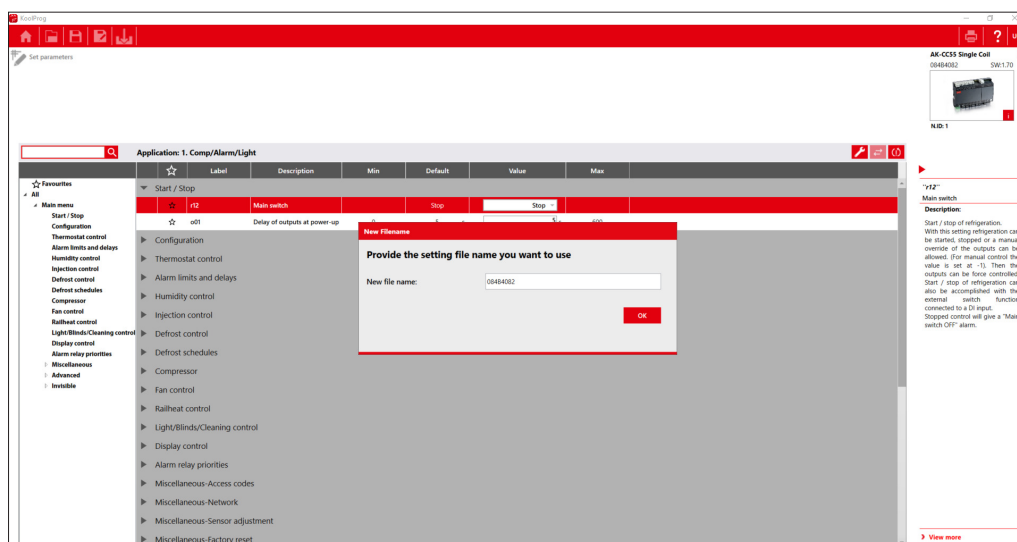 KoolProg
?
U
Set parameters
AK-CC55 Single Coil
084B4082 SW:1.70
N.ID: 1
Application: 1. Comp/Alarm/Light
Label Description Min Default Value Max
Favourites
All
Main menu
Start / Stop
Configuration
Thermostat control
Alarm limits and delays
Humidity control
Injection control
Defrost control
Defrost schedules
Compressor
Fan control
Railheat control
Light/Blinds/Cleaning control
Display control
Alarm relay priorities
Miscellaneous
Advanced
Invisible
Start / Stop
r12 Main switch Stop Stop
o01 Delay of outputs at power-up 0 5 s 5 s 600
Configuration
Thermostat control
Alarm limits and delays
Humidity control
Injection control
Defrost control
Defrost schedules
Compressor
Fan control
Railheat control
Light/Blinds/Cleaning control
Display control
Alarm relay priorities
Miscellaneous-Access codes
Miscellaneous-Network
Miscellaneous-Sensor adjustment
Miscellaneous-Factory reset
New Filename
Provide the setting file name you want to use
New file name: 084B4082
OK
"r12"
Main switch
Description:
Start / stop of refrigeration.
With this setting refrigeration can
be started, stopped or a manual
override of the outputs can be
allowed. (For manual control the
value is set at -1). Then the
outputs can be force controlled.
Start / stop of refrigeration can
also be accomplished with the
external switch function
connected to a DI input.
Stopped control will give a "Main
switch OFF" alarm.
View more